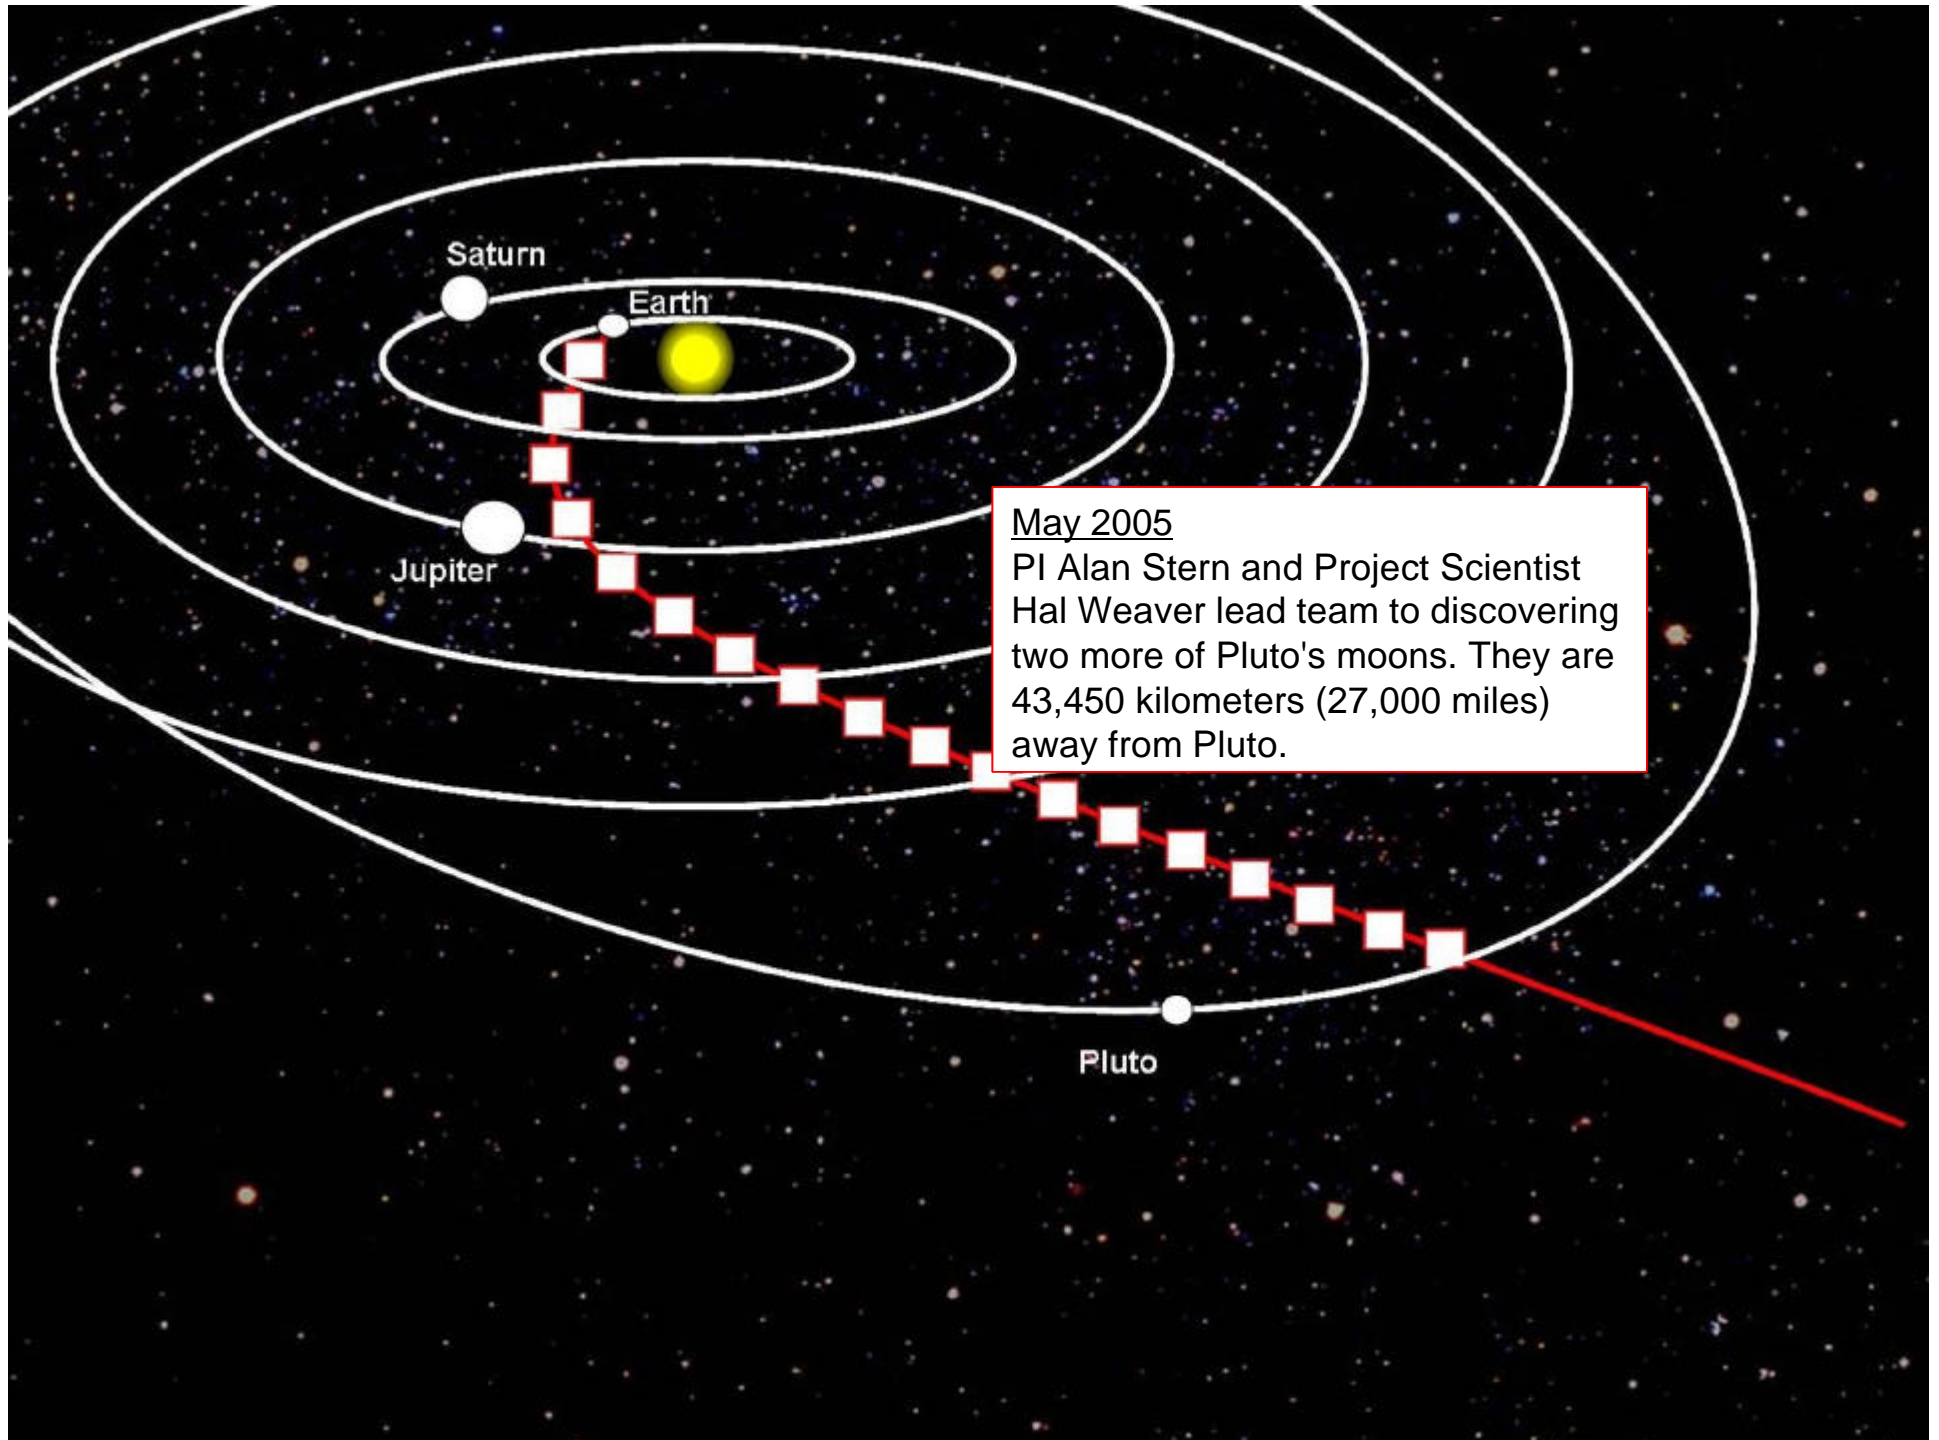 Saturn
Earth
Jupiter
May 2005
PI Alan Stern and Project Scientist
Hal Weaver lead team to discovering
two more of Pluto's moons. They are
43,450 kilometers (27,000 miles)
away from Pluto.
Pluto